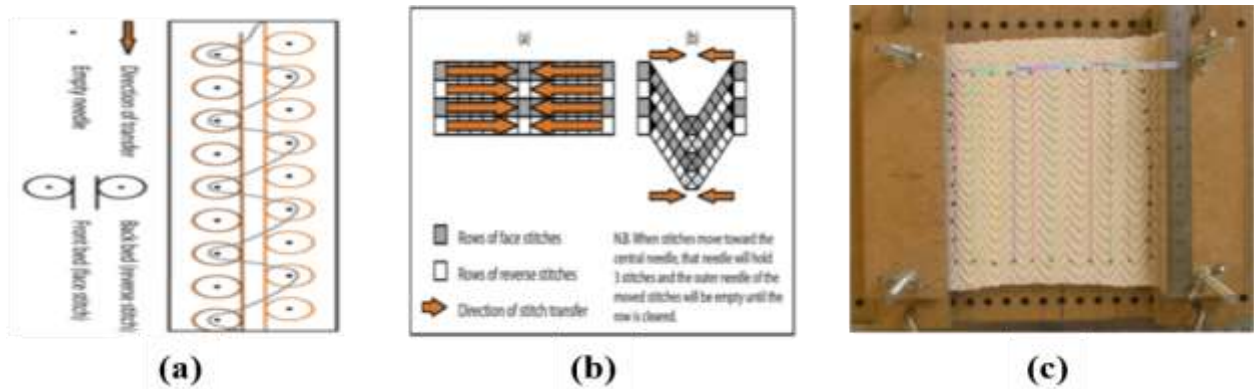 Direction of transfer
Empty needle
Back bed (reverse stitch)
Front bed (face stitch)
(a)
(b)
Rows of face stitches
Rows of reverse stitches
Direction of stitch transfer
N.B. When stitches move toward the
central needle, that needle will hold
3 stitches and the outer needle of the
moved stitches will be empty until the
row is cleared.
(a)
(b)
(c)